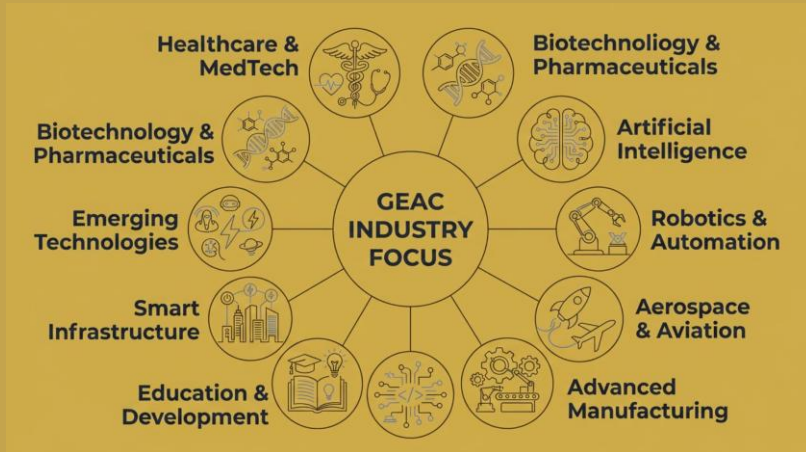 Healthcare &
MedTech
Biotechnoliogy &
Pharmaceuticals
Biotechnology &
Pharmaceuticals
Artificial
Intelligence
GEAC
INDUSTRY
FOCUS
Emerging
Technologies
Robotics &
Automation
Smart
Infrastructure
Aerospace
& Aviation
Education &
Development
</>
Advanced
Manufacturing